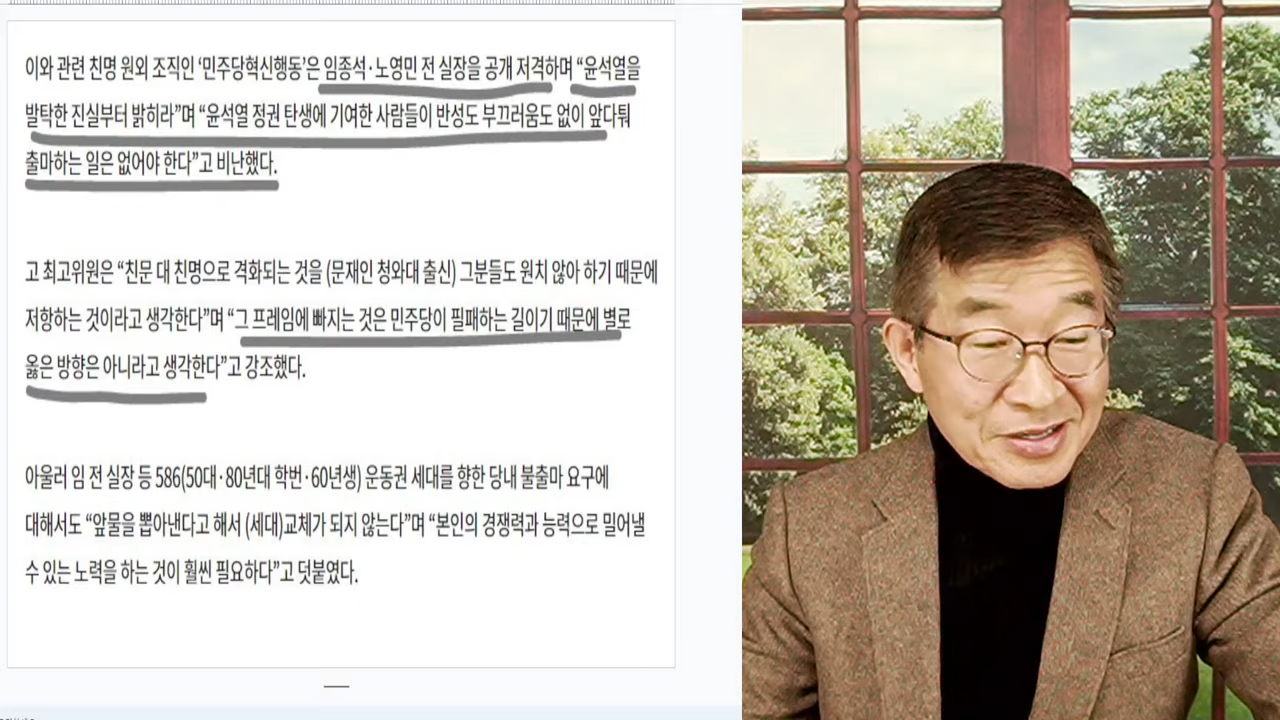 이와 관련 친명 원외 조직인 ‘민주당혁신행동’은 임종석·노영민 전 실장을 공개 저격하며 “윤석열을
발탁한 진실부터 밝히라”며 “윤석열 정권 탄생에 기여한 사람들이 반성도 부끄러움도 없이 앞다퉈
출마하는 일은 없어야 한다”고 비난했다.
고 최고위원은 “친문 대 친명으로 격화되는 것을 (문재인 청와대 출신) 그분들도 원치 않아 하기 때문에
저항하는 것이라고 생각한다”며 “그 프레임에 빠지는 것은 민주당이 필패하는 길이기 때문에 별로
옳은 방향은 아니라고 생각한다”고 강조했다.
아울러 임 전 실장 등 586(50대·80년대 학번·60년생) 운동권 세대를 향한 당내 불출마 요구에
대해서도 “앞물을 뽑아낸다고 해서 (세대)교체가 되지 않는다”며 “본인의 경쟁력과 능력으로 밀어낼
수 있는 노력을 하는 것이 훨씬 필요하다”고 덧붙였다.